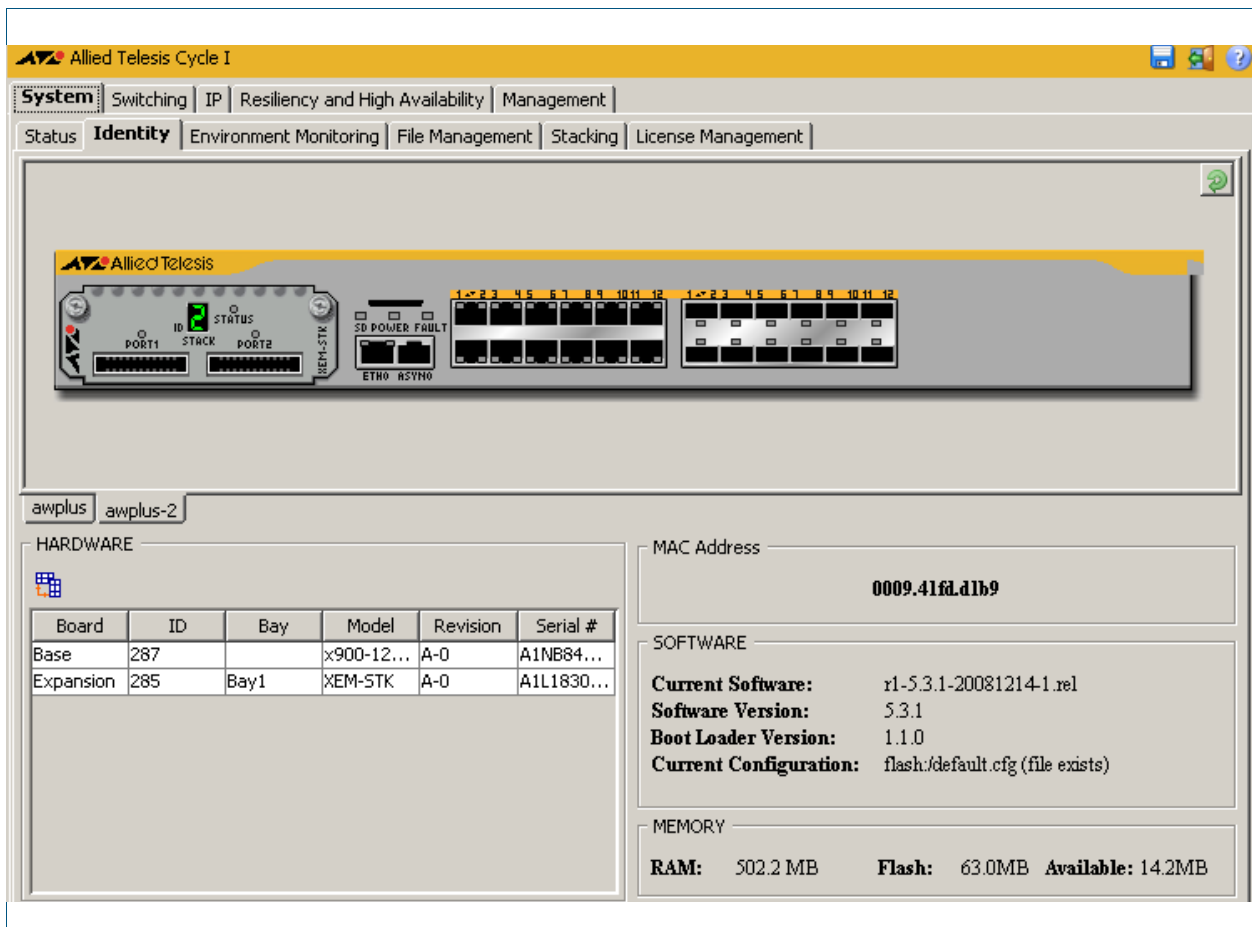 Allied Telesis Cycle I
System Switching IP Resiliency and High Availability Management
Status Identity Environment Monitoring File Management Stacking License Management
Allied Telesis
1 2 3 4 5 6 7 8 9 10 11 12 1 2 3 4 5 6 7 8 9 10 11 12
ID 2 STATUS
SD POWER FAULT
PORT1 STACK PORT2
XEM-STK
ETH0 ASYN0
awplus awplus-2
HARDWARE
Board ID Bay Model Revision Serial #
Base 287 x900-12... A-0 A1NB84...
Expansion 285 Bay1 XEM-STK A-0 A1L1830...
MAC Address
0009.41fd.d1b9
SOFTWARE
Current Software: r1-5.3.1-20081214-1.rel
Software Version: 5.3.1
Boot Loader Version: 1.1.0
Current Configuration: flash:/default.cfg (file exists)
MEMORY
RAM: 502.2 MB Flash: 63.0MB Available: 14.2MB